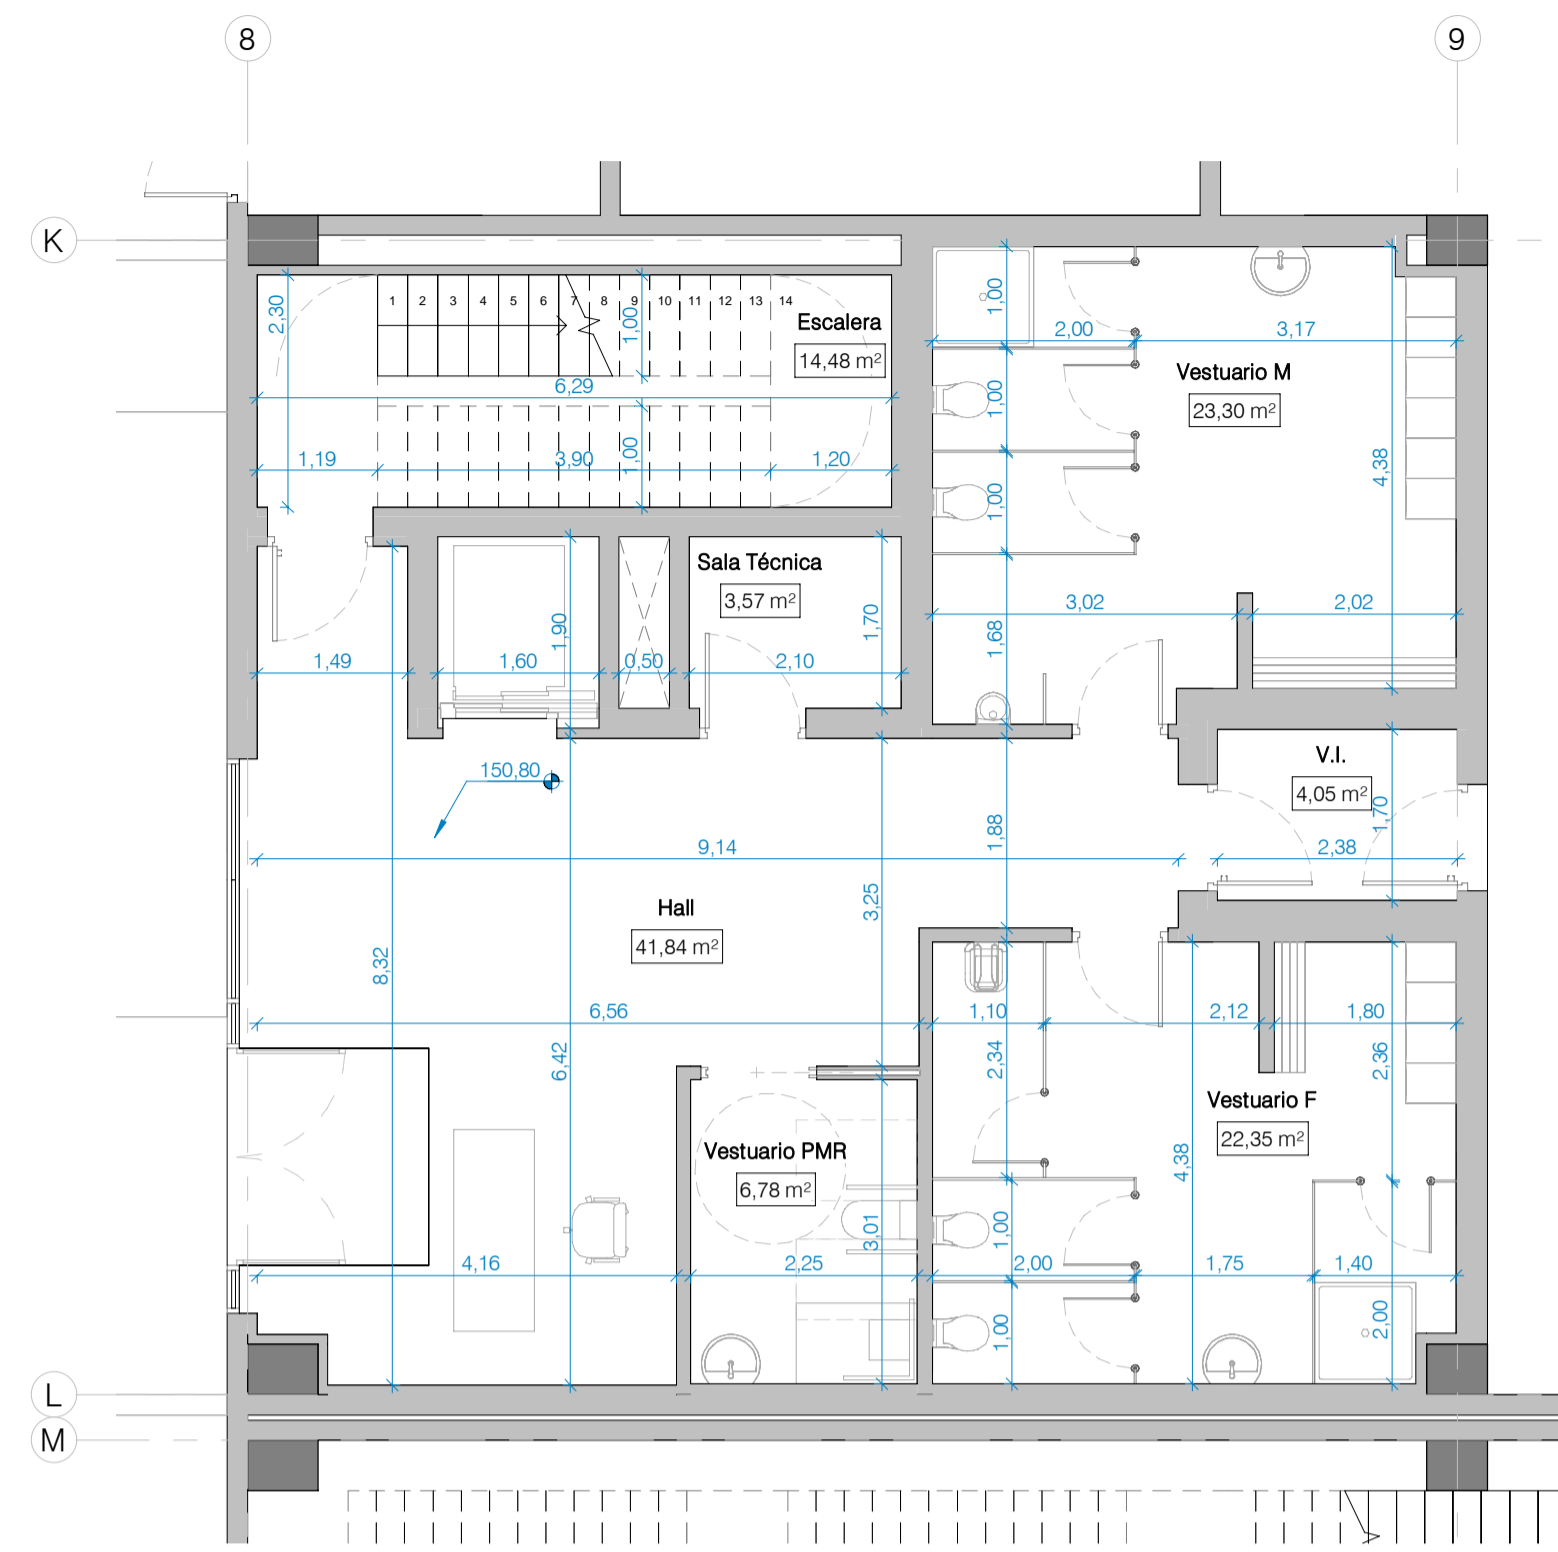 8
9
K
1 2 3 4 5 6 7 8 9 10 11 12 13 14
2,30
1,00
Escalera
14,48 m²
6,29
1,00
1,19
3,90
1,20
1,00
2,00
3,17
Vestuario M
23,30 m²
1,00
1,00
4,38
3,02
2,02
1,68
Sala Técnica
3,57 m²
1,90
1,70
1,49
1,60
0,50
2,10
150,80
V.I.
4,05 m²
1,70
2,38
1,88
9,14
3,25
Hall
41,84 m²
8,32
6,56
6,42
1,10
2,12
1,80
2,34
2,36
Vestuario F
22,35 m²
4,38
Vestuario PMR
6,78 m²
3,01
1,00
4,16
2,25
2,00
1,75
1,40
1,00
2,00
L
M